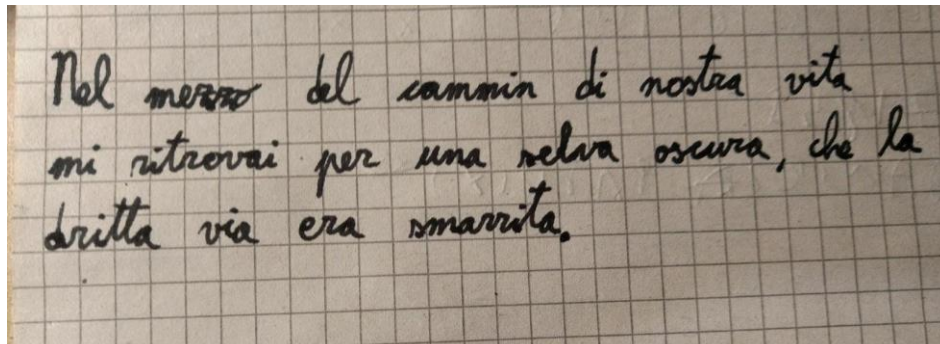 Nel mezzo del cammin di nostra vita
mi ritrovai per una selva oscura, che la
dritta via era smarrita.